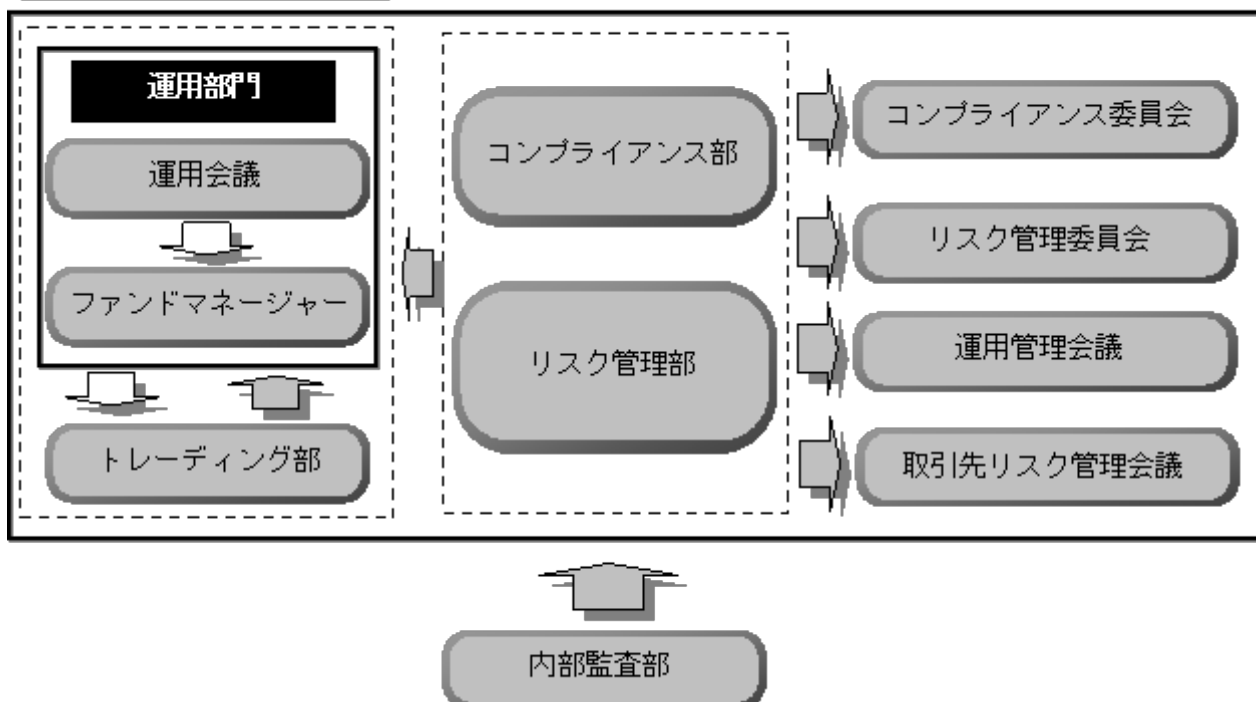 運用部門
運用会議
ファンドマネージャー
トレーディング部
コンプライアンス部
リスク管理部
コンプライアンス委員会
リスク管理委員会
運用管理会議
取引先リスク管理会議
内部監査部